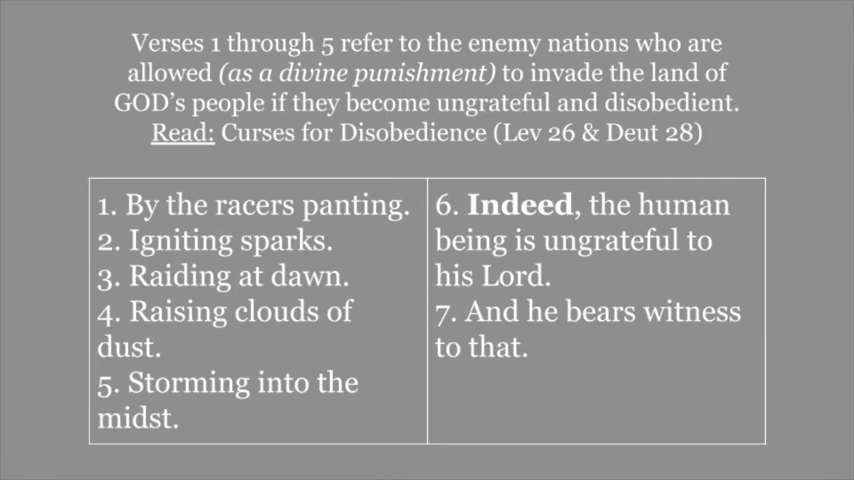 Verses 1 through 5 refer to the enemy nations who are
allowed (as a divine punishment) to invade the land of
GOD's people if they become ungrateful and disobedient.
Read: Curses for Disobedience (Lev 26 & Deut 28)
1. By the racers panting.
2. Igniting sparks.
3. Raiding at dawn.
4. Raising clouds of
dust.
5. Storming into the
midst.
6. Indeed, the human
being is ungrateful to
his Lord.
7. And he bears witness
to that.